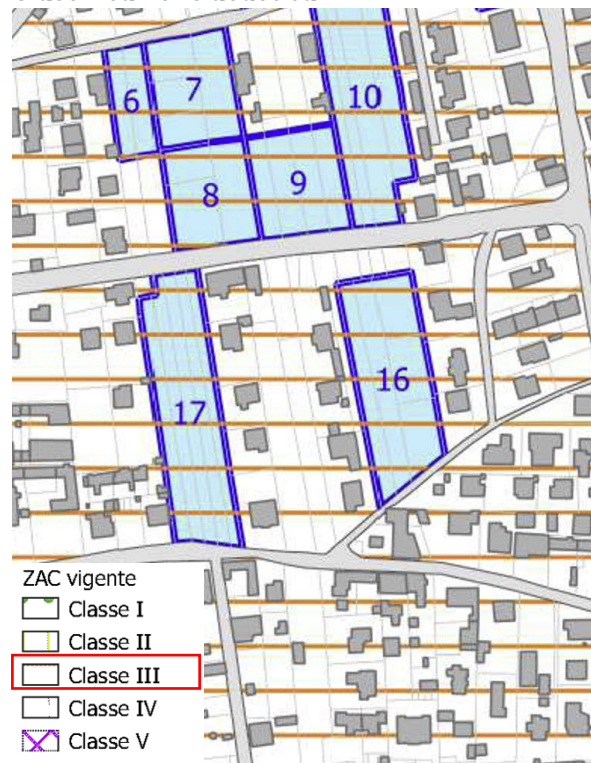 6
7
10
8
9
16
17
ZAC vigente
Classe I
Classe II
Classe III
Classe IV
Classe V